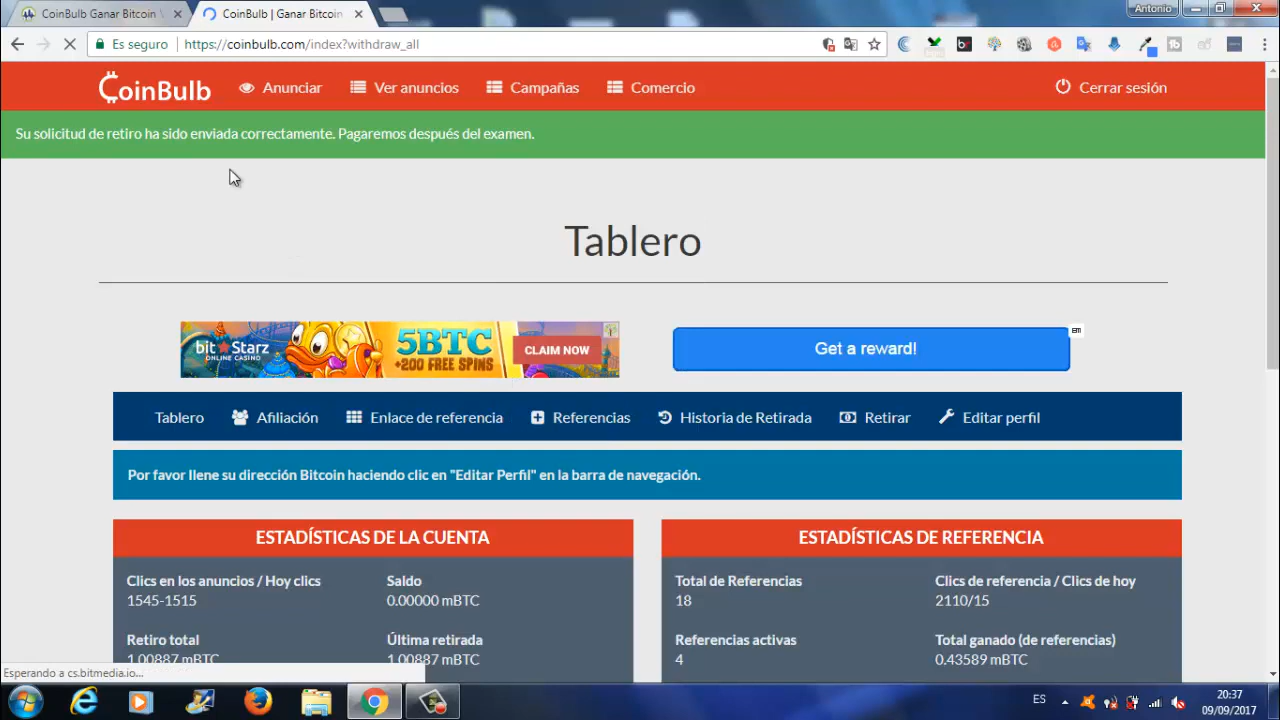 CoinBulb Ganar Bitcoin
CoinBulb | Ganar Bitcoin
Antonio
Es seguro
https://coinbulb.com/index?withdraw_all
CoinBulb
Anunciar
Ver anuncios
Campañas
Comercio
Cerrar sesión
Su solicitud de retiro ha sido enviada correctamente. Pagaremos después del examen.
Tablero
bitStarz
ONLINE CASINO
5BTC
+200 FREE SPINS
CLAIM NOW
Get a reward!
Tablero
Afiliación
Enlace de referencia
Referencias
Historia de Retirada
Retirar
Editar perfil
Por favor llene su dirección Bitcoin haciendo clic en "Editar Perfil" en la barra de navegación.
ESTADÍSTICAS DE LA CUENTA
Clics en los anuncios / Hoy clics
1545-1515
Saldo
0.00000 mBTC
Retiro total
1.00887 mBTC
Última retirada
1.00887 mBTC
ESTADÍSTICAS DE REFERENCIA
Total de Referencias
18
Clics de referencia / Clics de hoy
2110/15
Referencias activas
4
Total ganado (de referencias)
0.43589 mBTC
Esperando a cs.bitmedia.io...
ES
20:37
09/09/2017